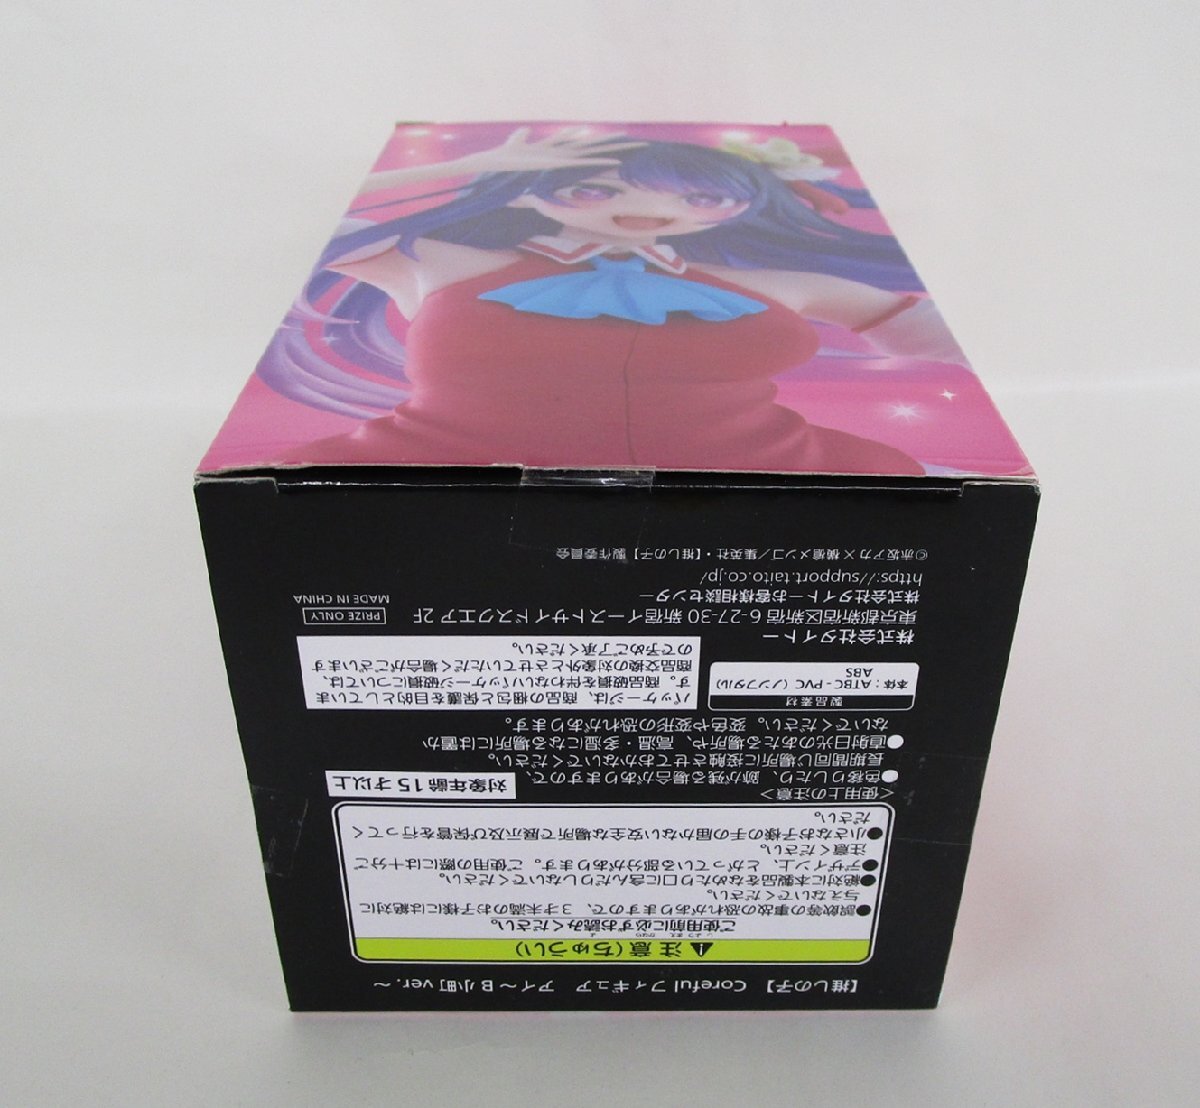 【推しの子】 Coreful フィギュア アイ～B小町 ver.～
注意(ちゅうい)
ご使用前に必ずお読みください。
●誤飲等の事故の恐れがありますので、3才未満のお子様には絶対に
与えないでください。
●絶対に本製品をなめたり口に含んだりしないでください。
●デザイン上、とがっている部分があります。ご使用の際には十分ご
注意ください。
●小さなお子様の手の届かない安全な場所で展示及び保管を行ってく
ださい。
<使用上の注意>
対象年齢15才以上
●色移りしたり、跡が残る場合がありますので、
長期間同じ場所に接触させておかないでください。
●直射日光のあたる場所や、高温・多湿になる場所には置か
ないでください。変色や変形の恐れがあります。
製品素材
本体:ATBC-PVC(ノンフタル)
ABS
パッケージは、商品の梱包と保護を目的としていま
す。商品破損を伴わないパッケージ破損については、
商品交換の対象外とさせていただく場合がございます
ので予めご了承ください。
株式会社タイトー
東京都新宿区新宿6-27-30 新宿イーストサイドスクエア2F
株式会社タイトーお客様相談センター
https://support.taito.co.jp/
PRIZE ONLY
MADE IN CHINA
©赤坂アカ×横槍メンゴ/集英社・【推しの子】製作委員会